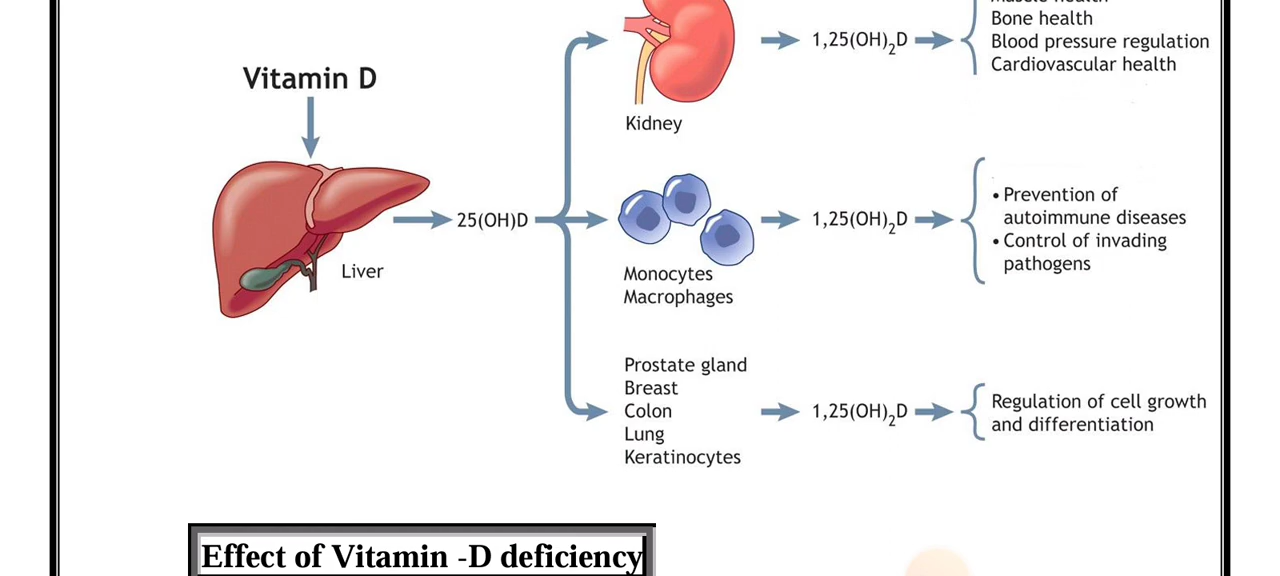 Muscle health
Bone health
Blood pressure regulation
Cardiovascular health
1,25(OH)₂D
Vitamin D
Kidney
25(OH)D
Liver
Monocytes
Macrophages
1,25(OH)₂D
• Prevention of
autoimmune diseases
• Control of invading
pathogens
Prostate gland
Breast
Colon
Lung
Keratinocytes
1,25(OH)₂D
Regulation of cell growth
and differentiation
Effect of Vitamin -D deficiency